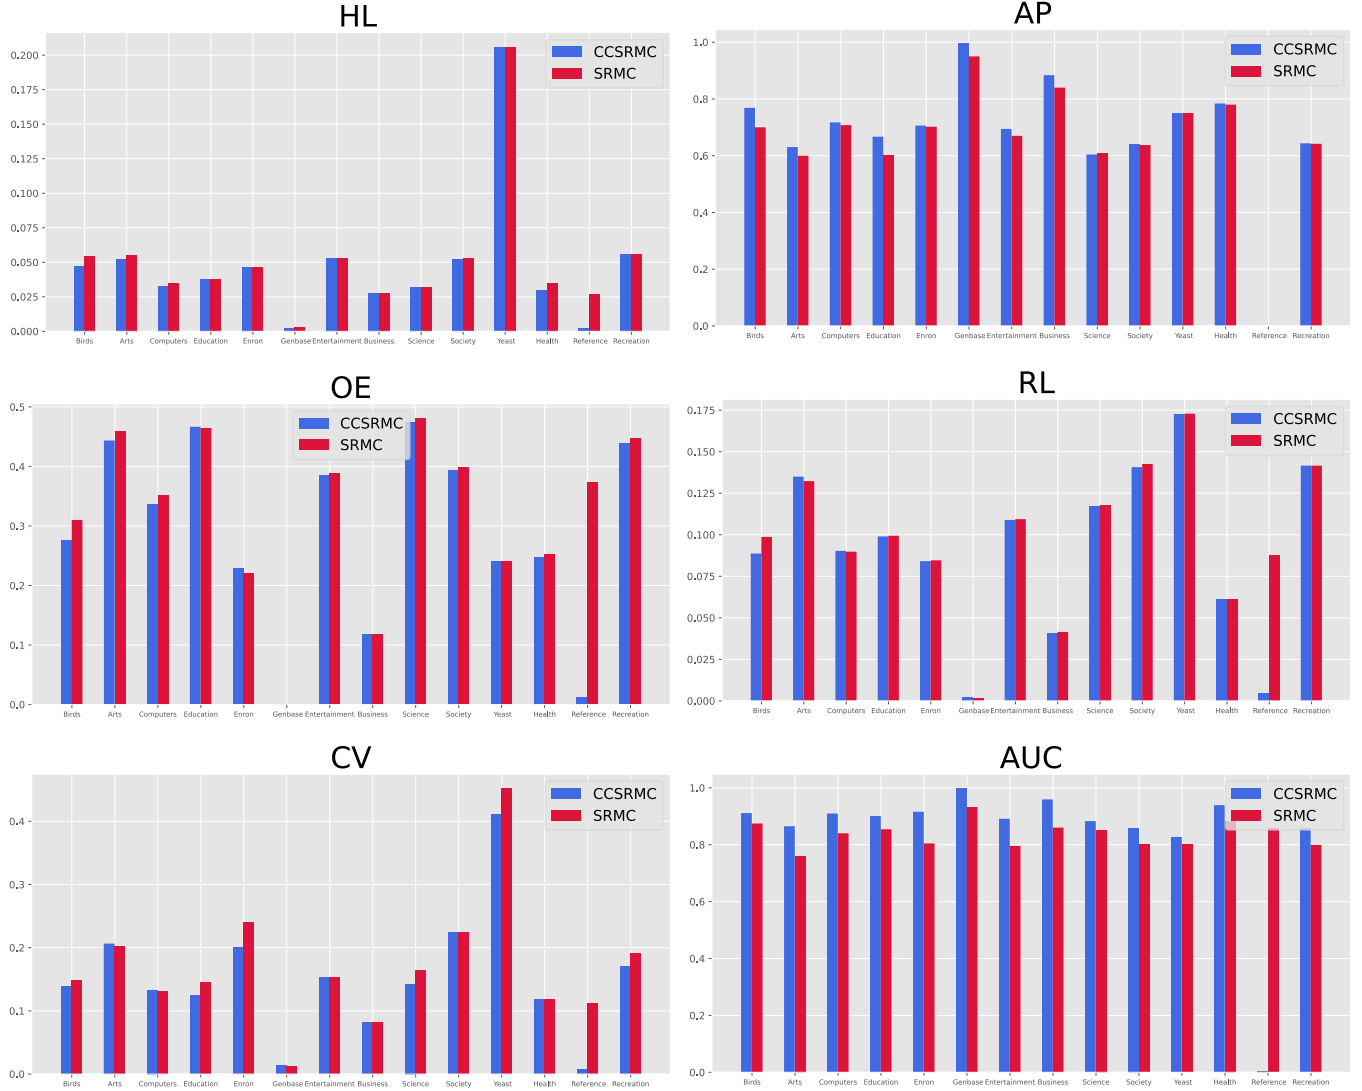 HL
0.200
0.175
0.150
0.125
0.100
0.075
0.050
0.025
0.000
CCSRMC
SRMC
Birds Arts Computers Education Enron Genbase Entertainment Business Science Society Yeast Health Reference Recreation
AP
1.0
0.8
0.6
0.4
0.2
0.0
CCSRMC
SRMC
Birds Arts Computers Education Enron Genbase Entertainment Business Science Society Yeast Health Reference Recreation
OE
0.5
0.4
0.3
0.2
0.1
0.0
CCSRMC
SRMC
Birds Arts Computers Education Enron Genbase Entertainment Business Science Society Yeast Health Reference Recreation
RL
0.175
0.150
0.125
0.100
0.075
0.050
0.025
0.000
CCSRMC
SRMC
Birds Arts Computers Education Enron Genbase Entertainment Business Science Society Yeast Health Reference Recreation
CV
0.4
0.3
0.2
0.1
0.0
CCSRMC
SRMC
Birds Arts Computers Education Enron Genbase Entertainment Business Science Society Yeast Health Reference Recreation
AUC
1.0
0.8
0.6
0.4
0.2
0.0
CCSRMC
SRMC
Birds Arts Computers Education Enron Genbase Entertainment Business Science Society Yeast Health Reference Recreation